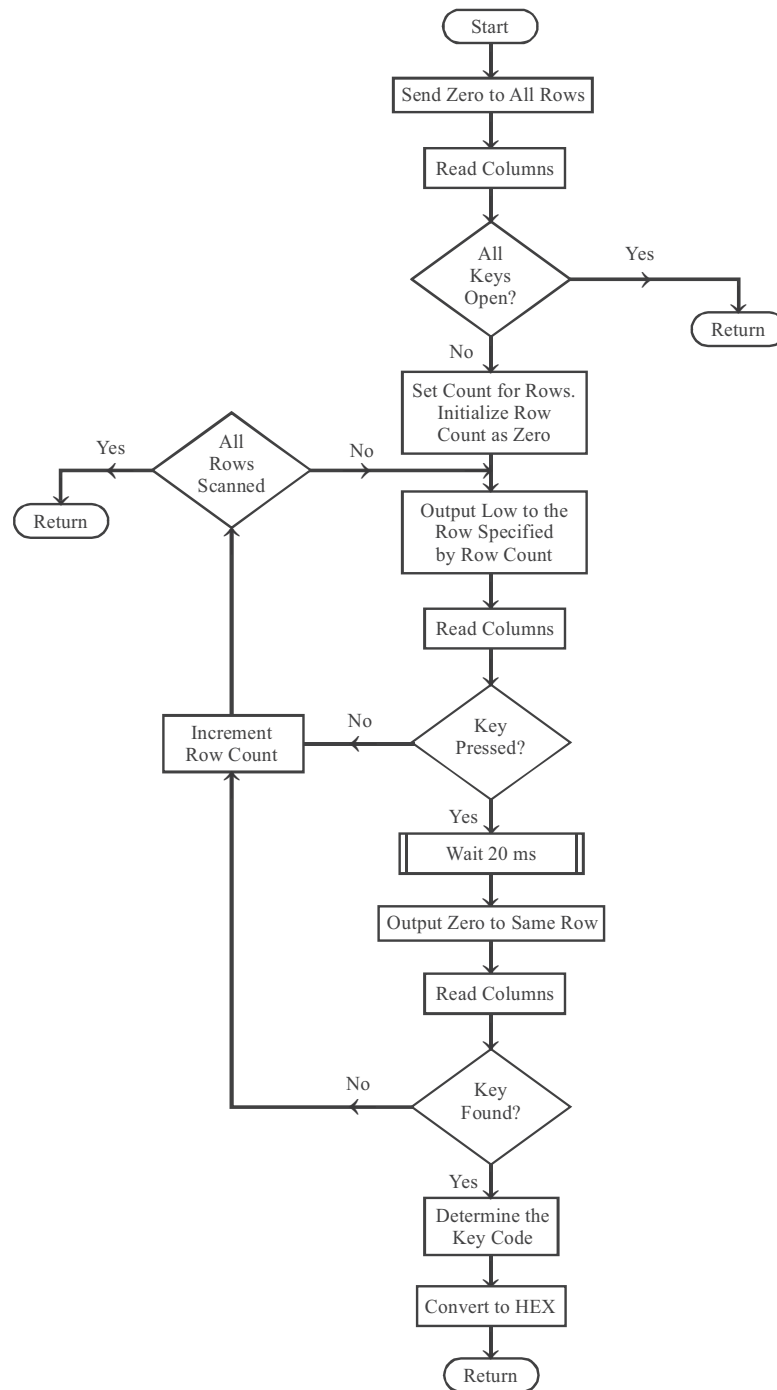 Start
Send Zero to All Rows
Read Columns
All
Keys
Open?
Yes
Return
No
Set Count for Rows.
Initialize Row
Count as Zero
All
Rows
Scanned
Yes
Return
No
Output Low to the
Row Specified
by Row Count
Read Columns
Key
Pressed?
No
Increment
Row Count
Yes
Wait 20 ms
Output Zero to Same Row
Read Columns
Key
Found?
No
Yes
Determine the
Key Code
Convert to HEX
Return